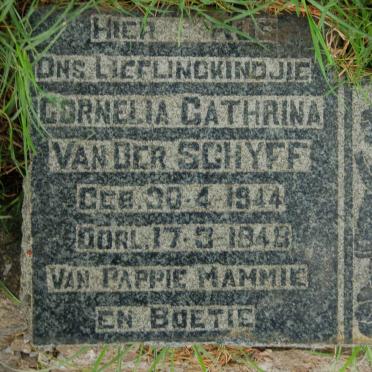 HIER
ONS LIEFLINGKINDJIE
CORNELIA CATHRINA
VAN DER SCHYFF
GEB. 30-4-1944
OORL. 17-3-1948
VAN PAPPIE MAMMIE
EN BOETIE